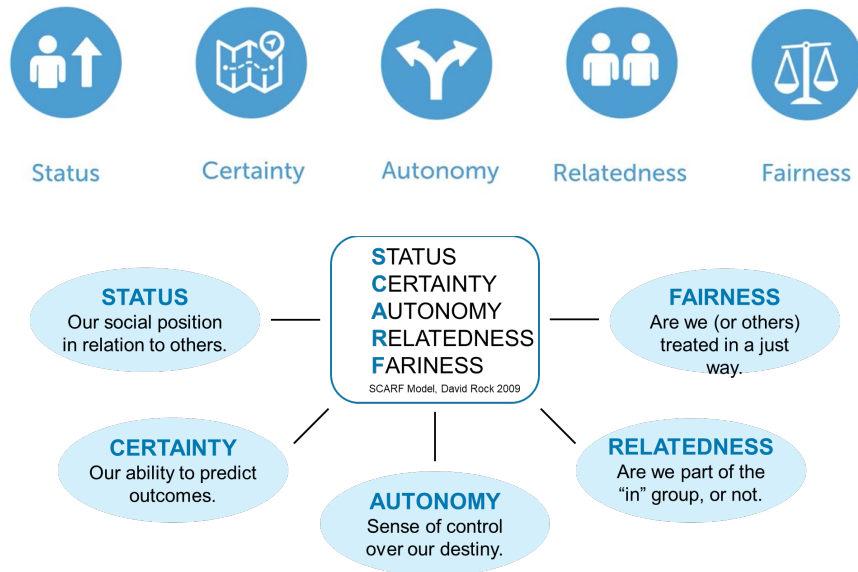 Status
Certainty
Autonomy
Relatedness
Fairness
STATUS
CERTAINTY
AUTONOMY
RELATEDNESS
FARINESS
SCARF Model, David Rock 2009
STATUS
Our social position
in relation to others.
FAIRNESS
Are we (or others)
treated in a just
way.
CERTAINTY
Our ability to predict
outcomes.
AUTONOMY
Sense of control
over our destiny.
RELATEDNESS
Are we part of the
“in” group, or not.